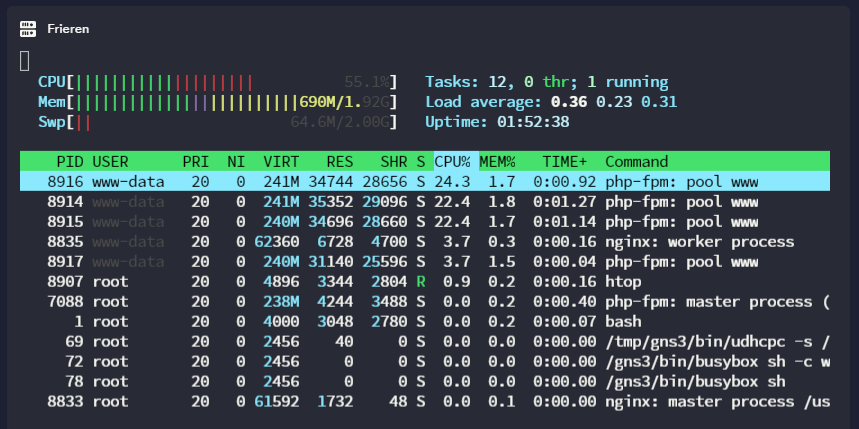 Frieren
CPU[|||||||||||||||||||| 55.1%] Tasks: 12, 0 thr; 1 running
Mem[|||||||||||||||||||||||||690M/1.92G] Load average: 0.36 0.23 0.31
Swp[|| 64.6M/2.00G] Uptime: 01:52:38
PID USER PRI NI VIRT RES SHR S CPU% MEM% TIME+ Command
8916 www-data 20 0 241M 34744 28656 S 24.3 1.7 0:00.92 php-fpm: pool www
8914 www-data 20 0 241M 35352 29096 S 22.4 1.8 0:01.27 php-fpm: pool www
8915 www-data 20 0 240M 34696 28660 S 22.4 1.7 0:01.14 php-fpm: pool www
8835 www-data 20 0 62360 6728 4700 S 3.7 0.3 0:00.16 nginx: worker process
8917 www-data 20 0 240M 31140 25596 S 3.7 1.5 0:00.04 php-fpm: pool www
8907 root 20 0 4896 3344 2804 R 0.9 0.2 0:00.16 htop
7088 root 20 0 238M 4244 3488 S 0.0 0.2 0:00.40 php-fpm: master process (
1 root 20 0 4000 3048 2780 S 0.0 0.2 0:00.07 bash
69 root 20 0 2456 40 0 S 0.0 0.0 0:00.00 /tmp/gns3/bin/udhcpc -s /
72 root 20 0 2456 0 0 S 0.0 0.0 0:00.00 /gns3/bin/busybox sh -c w
78 root 20 0 2456 0 0 S 0.0 0.0 0:00.00 /gns3/bin/busybox sh
8833 root 20 0 61592 1732 48 S 0.0 0.1 0:00.00 nginx: master process /us